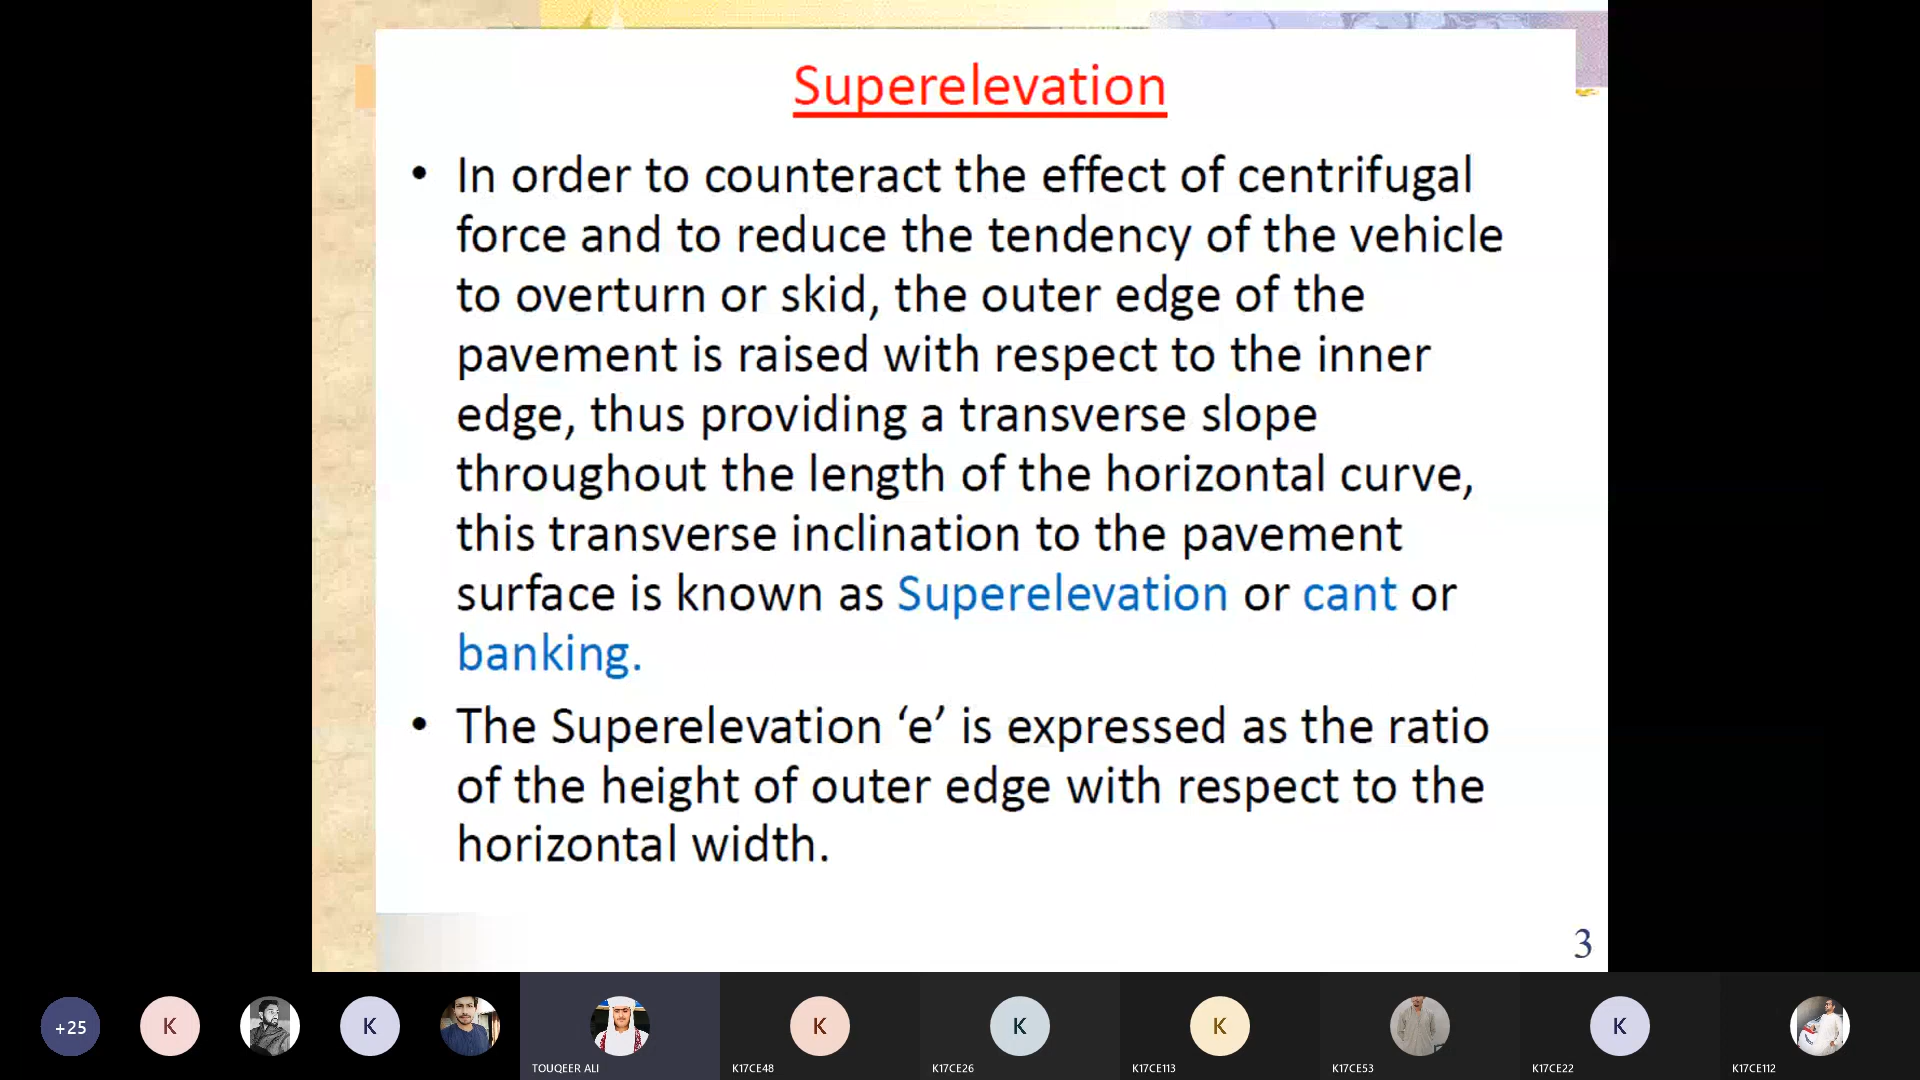 Superelevation
• In order to counteract the effect of centrifugal
force and to reduce the tendency of the vehicle
to overturn or skid, the outer edge of the
pavement is raised with respect to the inner
edge, thus providing a transverse slope
throughout the length of the horizontal curve,
this transverse inclination to the pavement
surface is known as Superelevation or cant or
banking.
• The Superelevation ‘e’ is expressed as the ratio
of the height of outer edge with respect to the
horizontal width.
3
+25
K
K
K
K
K
K
TOUQEER ALI
K17CE48
K17CE26
K17CE113
K17CE53
K17CE22
K17CE112